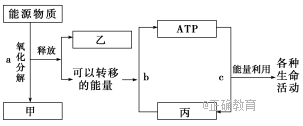 能源物质
a
氧化分解
释放
乙
可以转移的能量
甲
ATP
b
c
丙
能量利用
各种生命活动
@正确教育